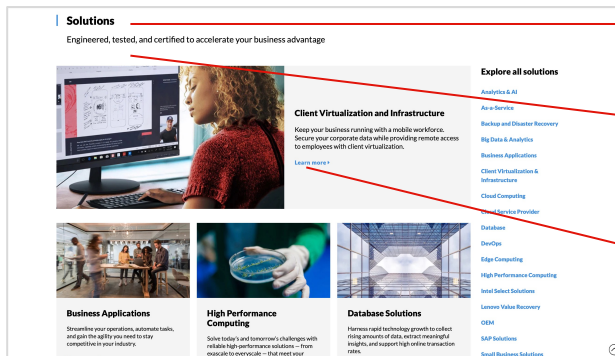 Solutions
Engineered, tested, and certified to accelerate your business advantage
Client Virtualization and Infrastructure
Keep your business running with a mobile workforce.
Secure your corporate data while providing remote access
to employees with client virtualization.
Learn more
Business Applications
Streamline your operations, automate tasks,
and gain the agility you need to stay
competitive in your industry.
High Performance
Computing
Solve today's and tomorrow's challenges with
reliable high-performance solutions — from
exascale to everyscale — that meet your
Database Solutions
Harness rapid technology growth to collect
rising amounts of data, extract meaningful
insights, and support high online transaction
rates.
Explore all solutions
Analytics & AI
As-a-Service
Backup and Disaster Recovery
Big Data & Analytics
Business Applications
Client Virtualization &
Infrastructure
Cloud Computing
Cloud Service Provider
Database
DevOps
Edge Computing
High Performance Computing
Intel Select Solutions
Lenovo Value Recovery
OEM
SAP Solutions
Small Business Solutions